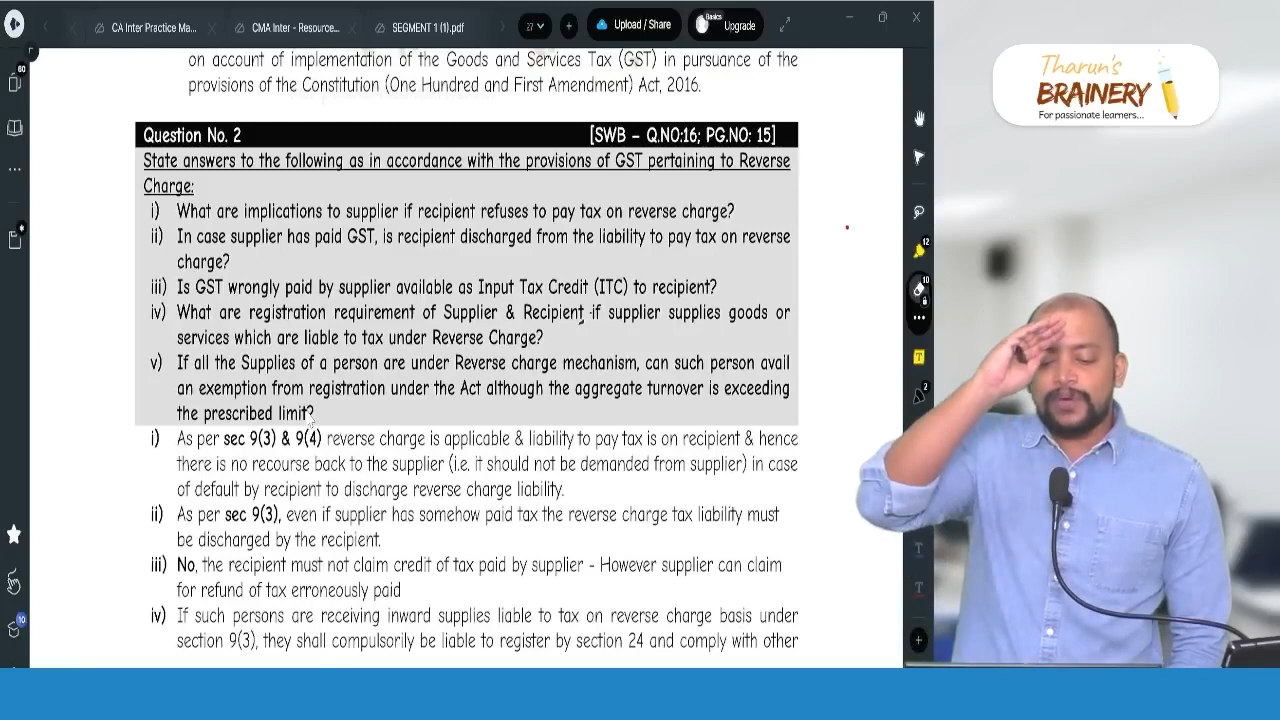 CA Inter Practice Ma...
CMA Inter - Resource...
SEGMENT 1 (1).pdf
27
Upload / Share
Basics
Upgrade
60
on account of implementation of the Goods and Services Tax (GST) in pursuance of the
provisions of the Constitution (One Hundred and First Amendment) Act, 2016.
Tharun's
BRAINERY
For passionate learners...
Question No. 2 [SWB – Q.NO:16; PG.NO: 15]
State answers to the following as in accordance with the provisions of GST pertaining to Reverse
Charge:
i) What are implications to supplier if recipient refuses to pay tax on reverse charge?
ii) In case supplier has paid GST, is recipient discharged from the liability to pay tax on reverse
charge?
iii) Is GST wrongly paid by supplier available as Input Tax Credit (ITC) to recipient?
iv) What are registration requirement of Supplier & Recipient if supplier supplies goods or
services which are liable to tax under Reverse Charge?
v) If all the Supplies of a person are under Reverse charge mechanism, can such person avail
an exemption from registration under the Act although the aggregate turnover is exceeding
the prescribed limit?
i) As per sec 9(3) & 9(4) reverse charge is applicable & liability to pay tax is on recipient & hence
there is no recourse back to the supplier (i.e. it should not be demanded from supplier) in case
of default by recipient to discharge reverse charge liability.
ii) As per sec 9(3), even if supplier has somehow paid tax the reverse charge tax liability must
be discharged by the recipient.
iii) No, the recipient must not claim credit of tax paid by supplier - However supplier can claim
for refund of tax erroneously paid
iv) If such persons are receiving inward supplies liable to tax on reverse charge basis under
section 9(3), they shall compulsorily be liable to register by section 24 and comply with other
12
10
T
2
T
T
10